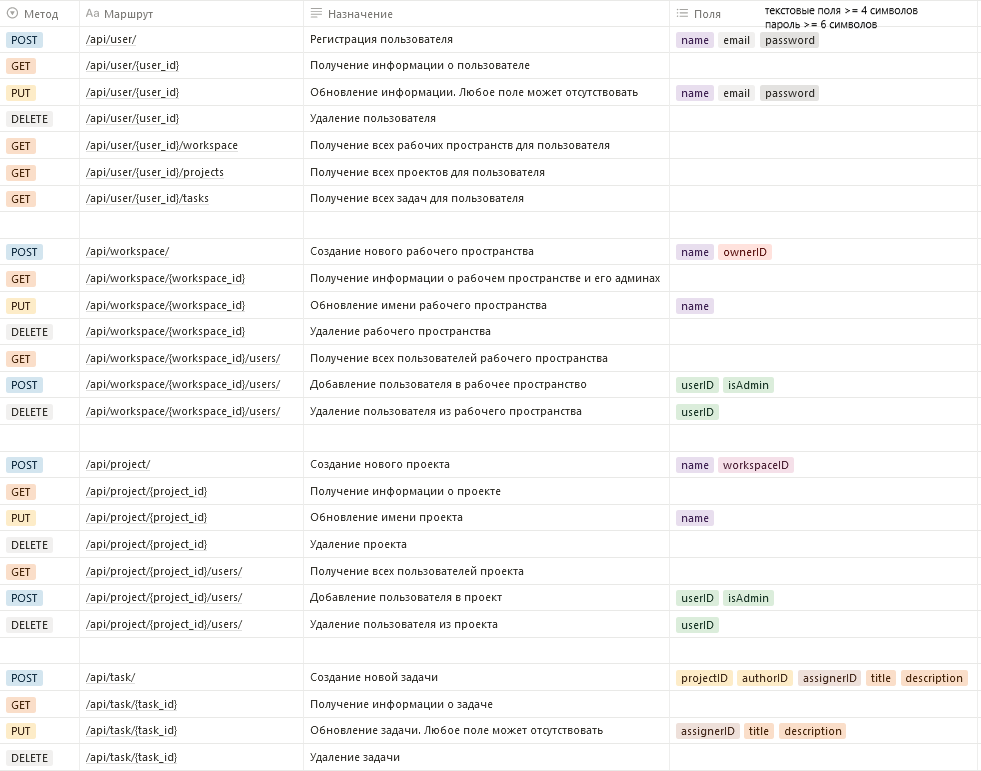 Метод Aa Маршрут Назначение Поля текстовые поля >= 4 символов
пароль >= 6 символов
POST /api/user/ Регистрация пользователя name email password
GET /api/user/{user_id} Получение информации о пользователе
PUT /api/user/{user_id} Обновление информации. Любое поле может отсутствовать name email password
DELETE /api/user/{user_id} Удаление пользователя
GET /api/user/{user_id}/workspace Получение всех рабочих пространств для пользователя
GET /api/user/{user_id}/projects Получение всех проектов для пользователя
GET /api/user/{user_id}/tasks Получение всех задач для пользователя
POST /api/workspace/ Создание нового рабочего пространства name ownerID
GET /api/workspace/{workspace_id} Получение информации о рабочем пространстве и его админах
PUT /api/workspace/{workspace_id} Обновление имени рабочего пространства name
DELETE /api/workspace/{workspace_id} Удаление рабочего пространства
GET /api/workspace/{workspace_id}/users/ Получение всех пользователей рабочего пространства
POST /api/workspace/{workspace_id}/users/ Добавление пользователя в рабочее пространство userID isAdmin
DELETE /api/workspace/{workspace_id}/users/ Удаление пользователя из рабочего пространства userID
POST /api/project/ Создание нового проекта name workspaceID
GET /api/project/{project_id} Получение информации о проекте
PUT /api/project/{project_id} Обновление имени проекта name
DELETE /api/project/{project_id} Удаление проекта
GET /api/project/{project_id}/users/ Получение всех пользователей проекта
POST /api/project/{project_id}/users/ Добавление пользователя в проект userID isAdmin
DELETE /api/project/{project_id}/users/ Удаление пользователя из проекта userID
POST /api/task/ Создание новой задачи projectID authorID assignerID title description
GET /api/task/{task_id} Получение информации о задаче
PUT /api/task/{task_id} Обновление задачи. Любое поле может отсутствовать assignerID title description
DELETE /api/task/{task_id} Удаление задачи